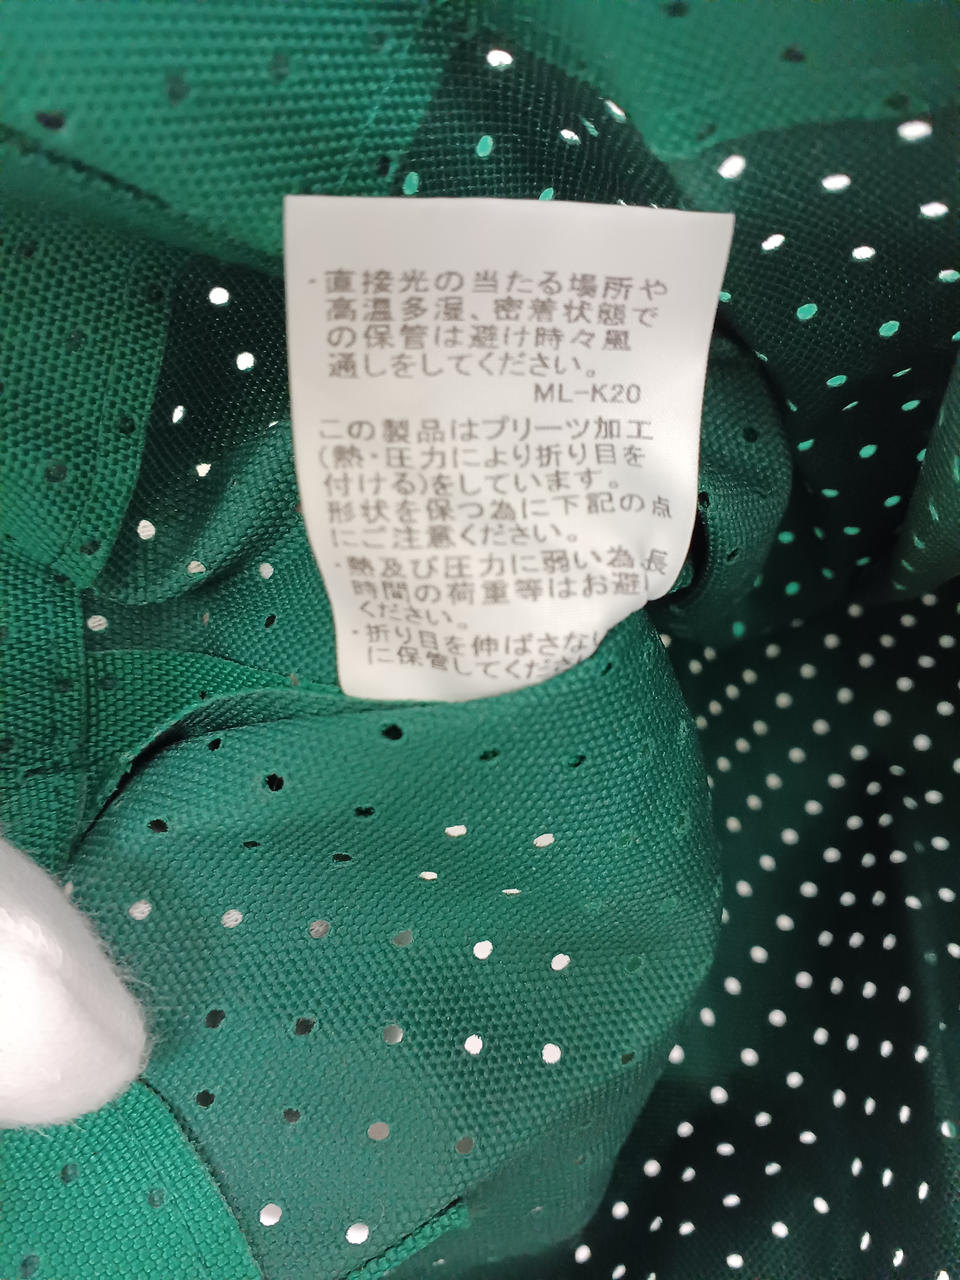 ・直接光の当たる場所や
高温多湿、密着状態で
の保管は避け時々風
通しをしてください。
ML-K20
この製品はプリーツ加工
(熱・圧力により折り目を
付ける)をしています。
形状を保つ為に下記の点
にご注意ください。
・熱及び圧力に弱い為長
時間の荷重等はお避し
ください。
・折り目を伸ばさない
に保管してくださ